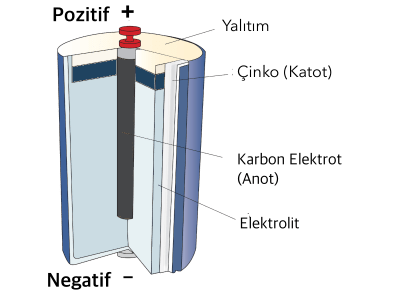 Pozitif +
Yalıtım
Çinko (Katot)
Karbon Elektrot
(Anot)
Elektrolit
Negatif –